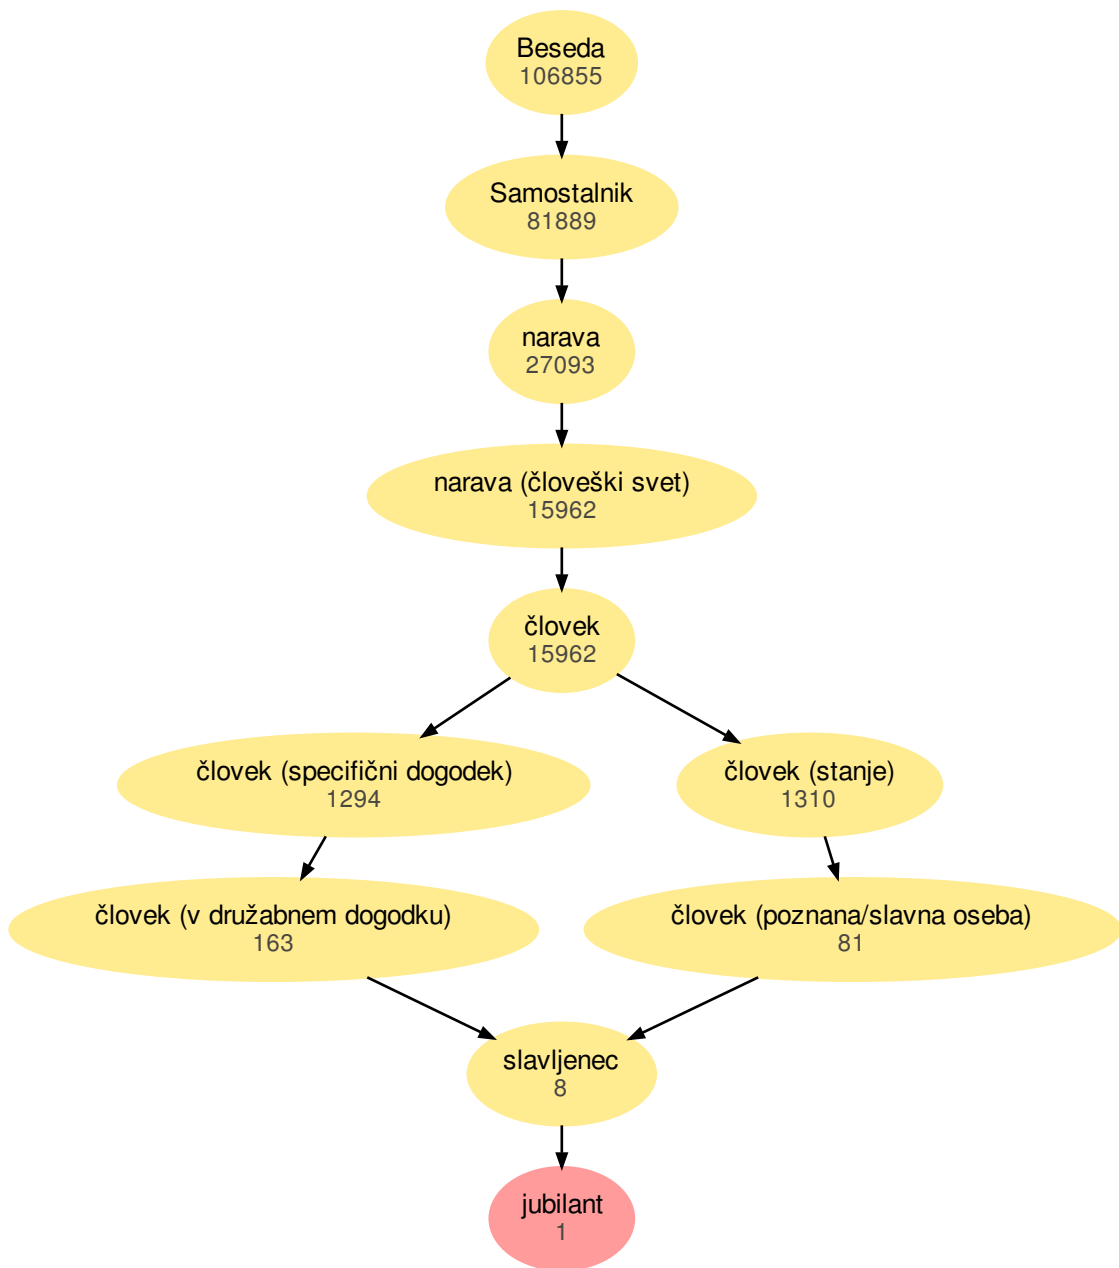 Beseda
106855
Samostalnik
81889
narava
27093
narava (človeški svet)
15962
človek
15962
človek (specifični dogodek)
1294
človek (stanje)
1310
človek (v družabnem dogodku)
163
človek (poznana/slavna oseba)
81
slavljenec
8
jubilant
1